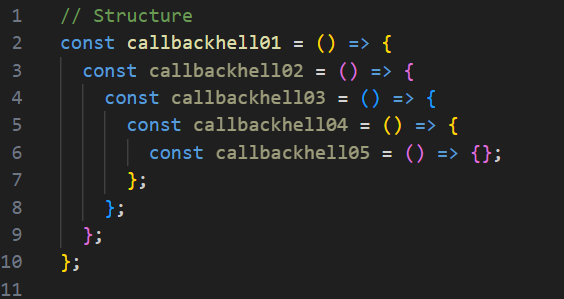 1 // Structure
2 const callbackhell01 = () => {
3   const callbackhell02 = () => {
4     const callbackhell03 = () => {
5       const callbackhell04 = () => {
6         const callbackhell05 = () => {};
7       };
8     };
9   };
10 };
11